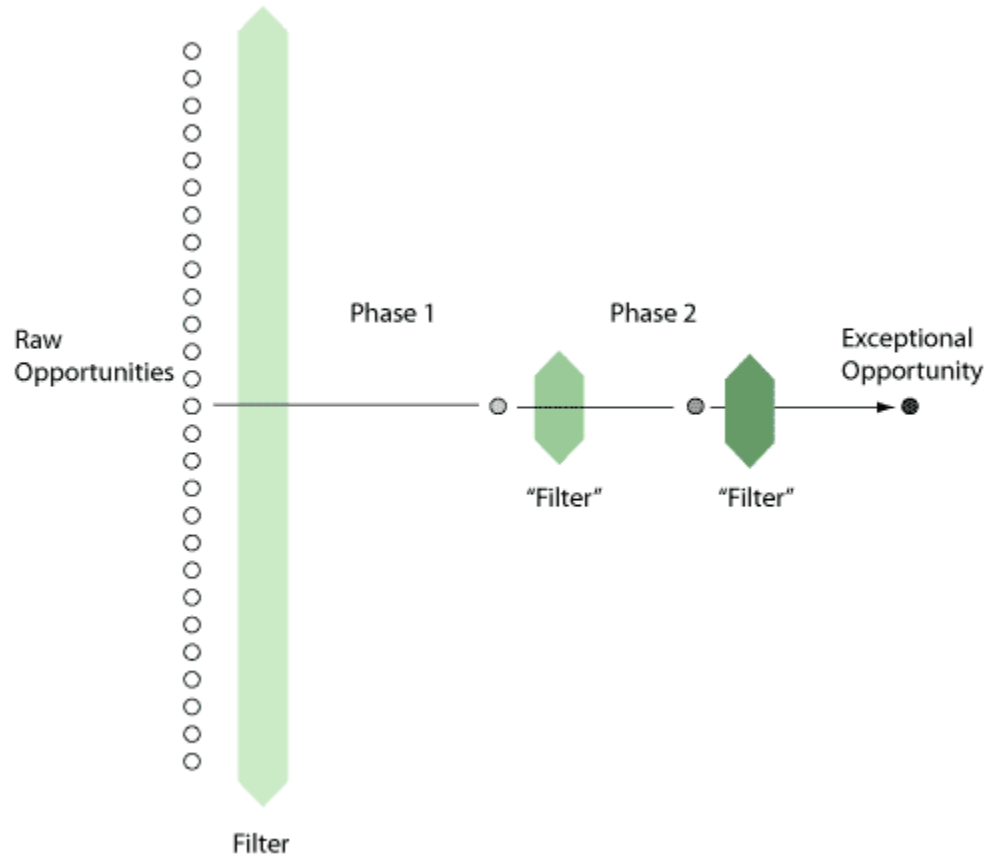 Phase 1
Phase 2
Raw
Opportunities
Exceptional
Opportunity
“Filter”
“Filter”
Filter